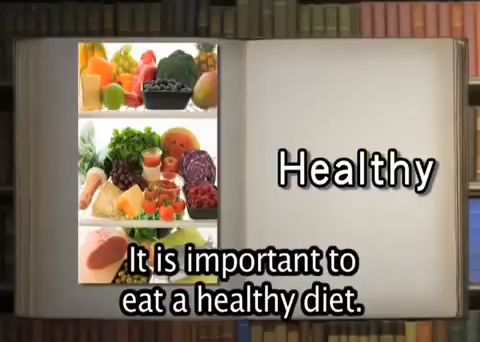 Healthy
It is important to
eat a healthy diet.